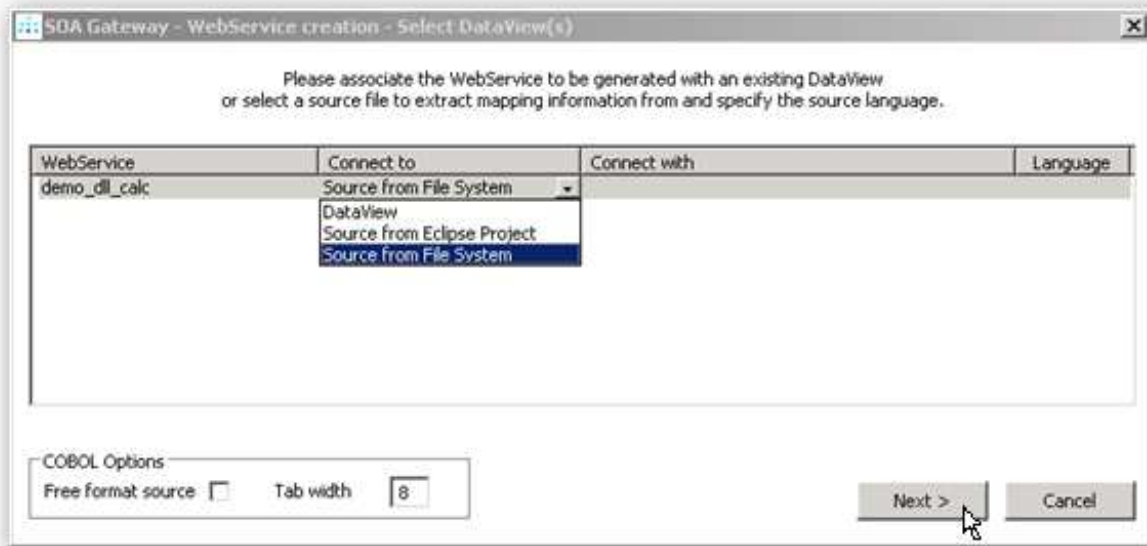 SOA Gateway - WebService creation - Select DataView(s)
Please associate the WebService to be generated with an existing DataView
or select a source file to extract mapping information from and specify the source language.
WebService Connect to Connect with Language
demo_dll_calc Source from File System
DataView
Source from Eclipse Project
Source from File System
COBOL Options
Free format source Tab width 8
Next > Cancel